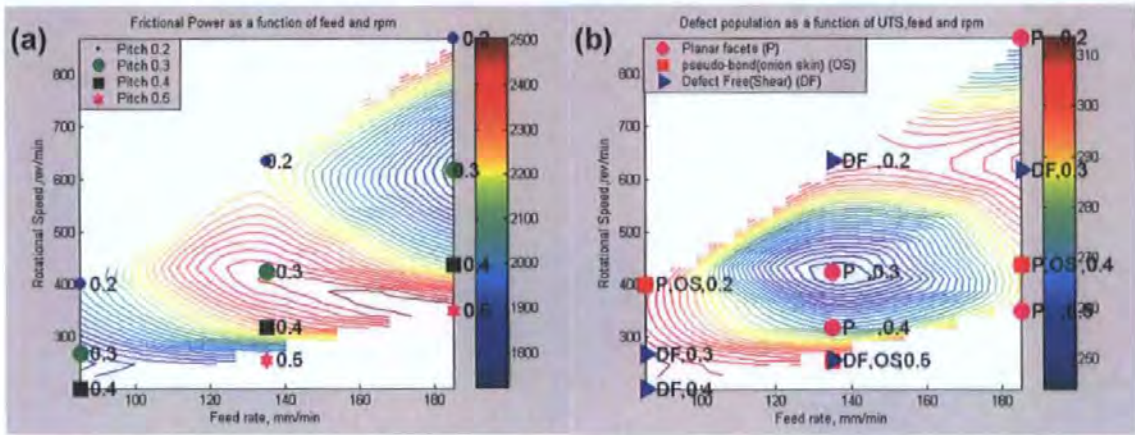 (a)
Frictional Power as a function of feed and rpm
Pitch 0.2
Pitch 0.3
Pitch 0.4
Pitch 0.5
0.2
0.2
0.3
0.2
0.3
0.4
0.4
0.5
0.3
0.5
0.4
800
700
600
500
400
300
Rotational Speed ,rev/min
100
120
140
160
180
Feed rate, mm/min
2500
2400
2300
2200
2100
2000
1900
1800
(b)
Defect population as a function of UTS,feed and rpm
Planar facets (P)
pseudo-bond(onion skin) (OS)
Defect Free(Shear) (DF)
P ,0.2
DF ,0.2
DF,0.3
P ,0.3
P,OS,0.4
P,OS,0.2
P ,0.4
DF,0.3
DF,OS0.5
DF,0.4
800
700
600
500
400
300
Rotational Speed ,rev/min
100
120
140
160
180
Feed rate, mm/min
310
300
280
260